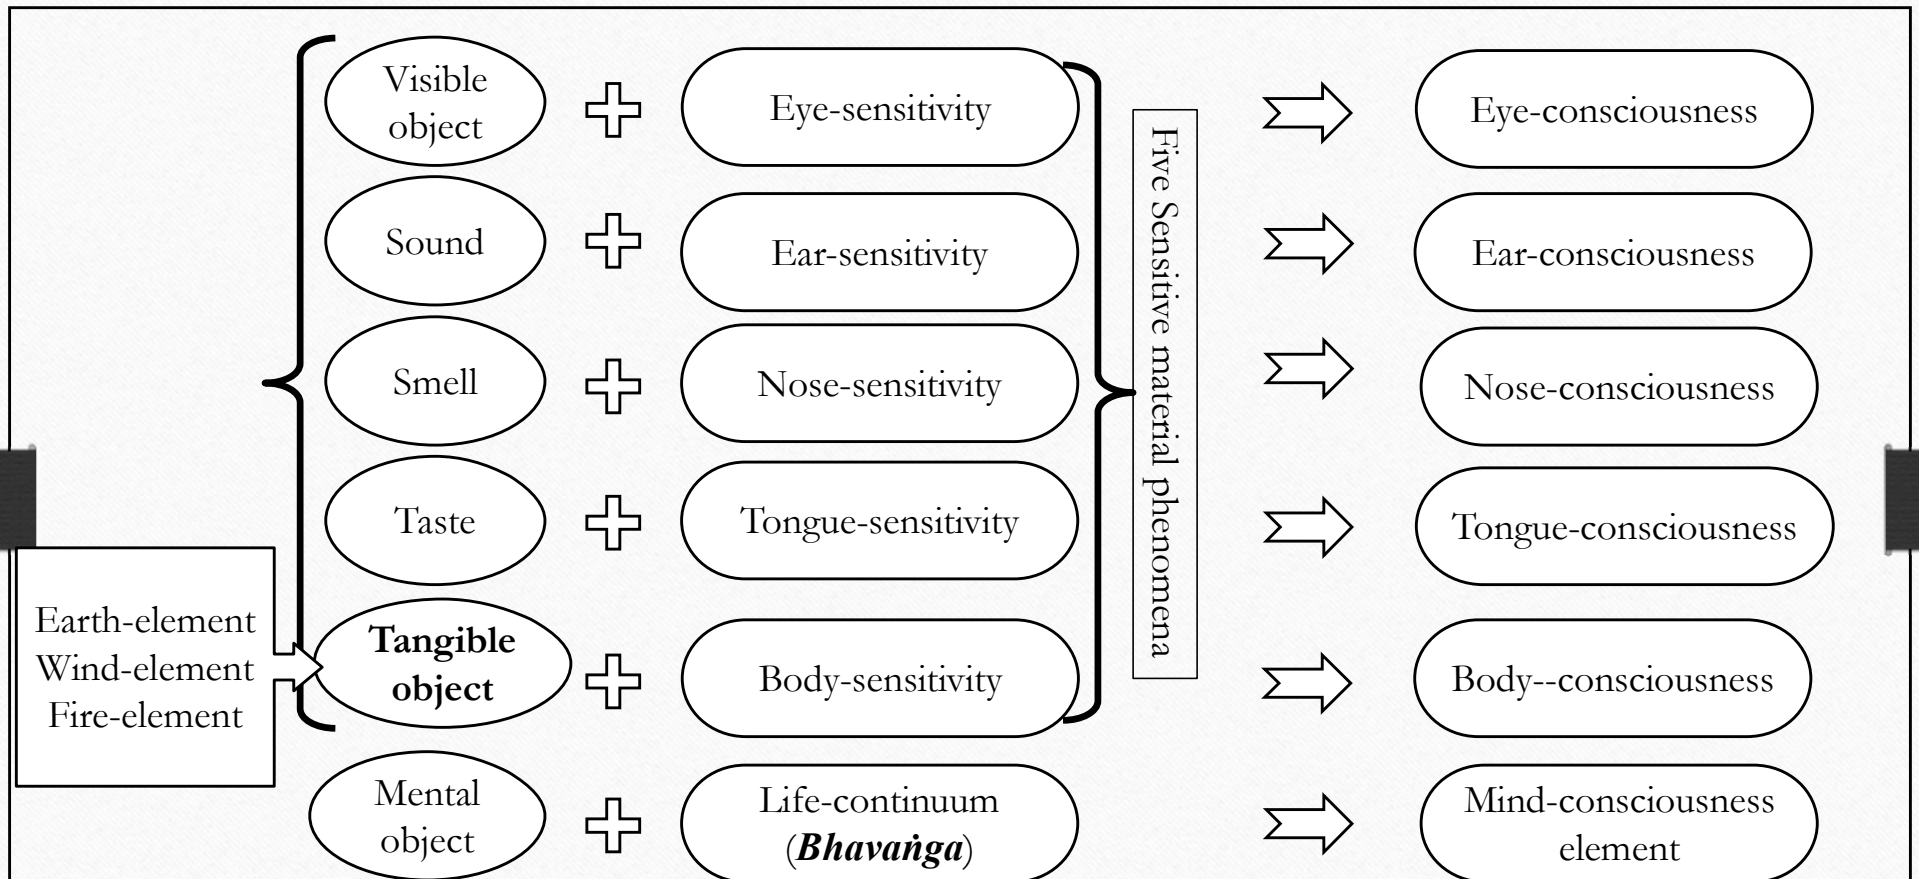 Visible
object
Eye-sensitivity
Eye-consciousness
Sound
Ear-sensitivity
Ear-consciousness
Smell
Nose-sensitivity
Nose-consciousness
Taste
Tongue-sensitivity
Tongue-consciousness
Earth-element
Wind-element
Fire-element
Tangible
object
Body-sensitivity
Body--consciousness
Five Sensitive material phenomena
Mental
object
Life-continuum
(Bhavaṅga)
Mind-consciousness
element